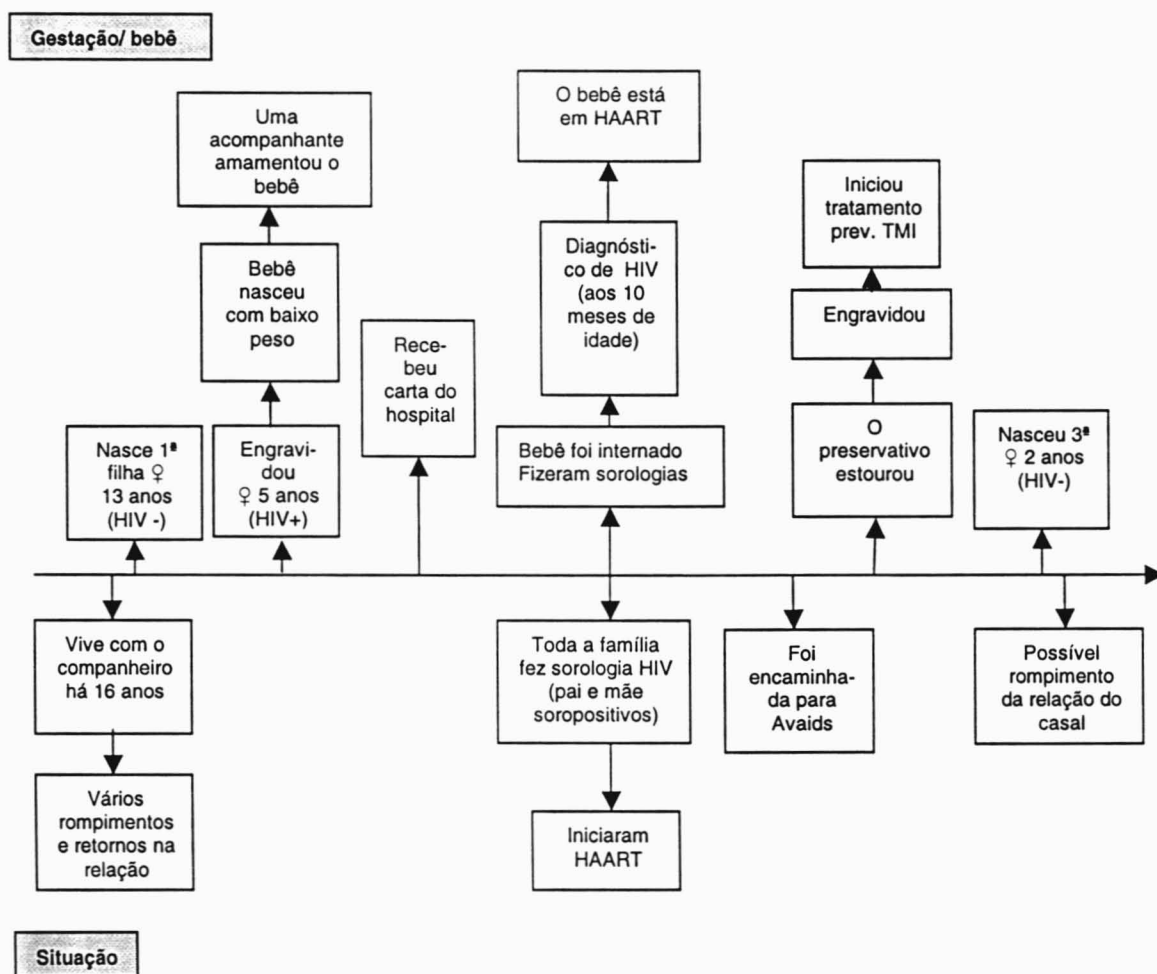 Gestação/ bebê
Uma
acompanhante
amamentou o
bebê
Bebê
nasceu
com baixo
peso
Nasce 1ª
filha ♀
13 anos
(HIV -)
Engravi-
dou
♀ 5 anos
(HIV+)
Rece-
beu
carta do
hospital
O bebê está
em HAART
Diagnósti-
co de HIV
(aos 10
meses de
idade)
Bebê foi internado
Fizeram sorologias
Iniciou
tratamento
prev. TMI
Engravidou
O
preservativo
estourou
Nasceu 3ª
♀ 2 anos
(HIV-)
Vive com o
companheiro
há 16 anos
Vários
rompimentos
e retornos na
relação
Toda a família
fez sorologia HIV
(pai e mãe
soropositivos)
Iniciaram
HAART
Foi
encaminha-
da para
Avaids
Possível
rompimento
da relação do
casal
Situação